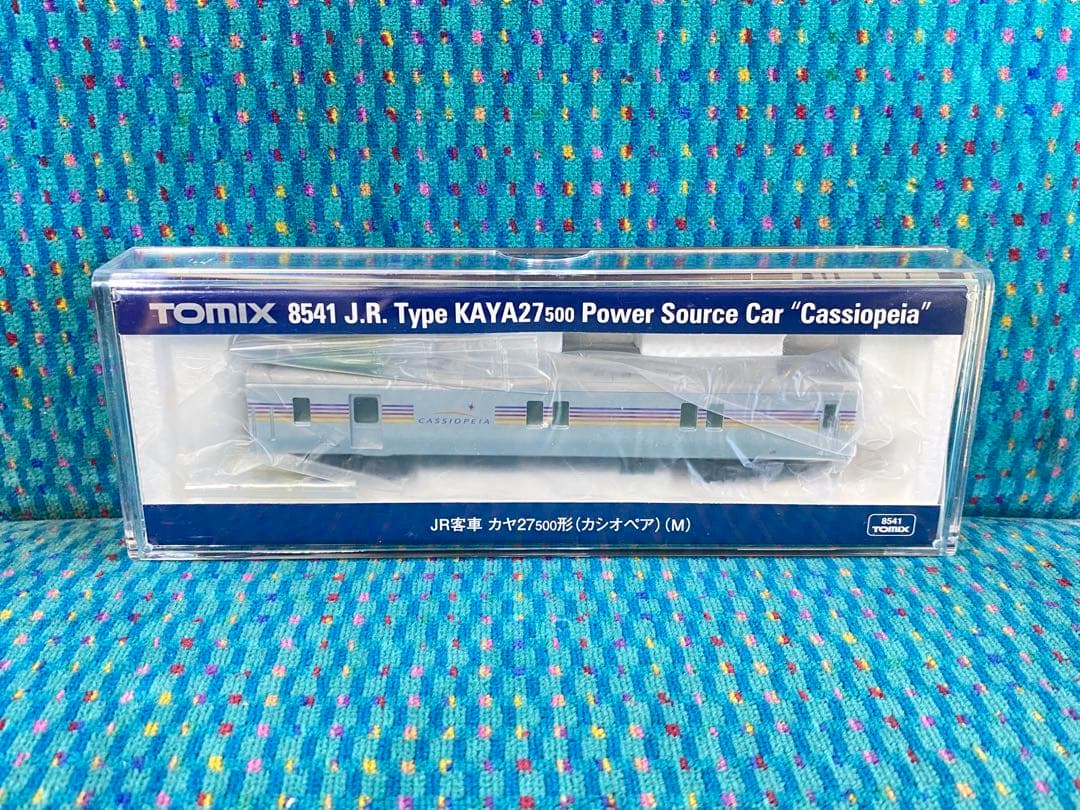 TOMIX 8541 J.R. Type KAYA27500 Power Source Car “Cassiopeia”
CASSIOPEIA
JR客車 カヤ27500形(カシオペア)(M)
8541
TOMIX